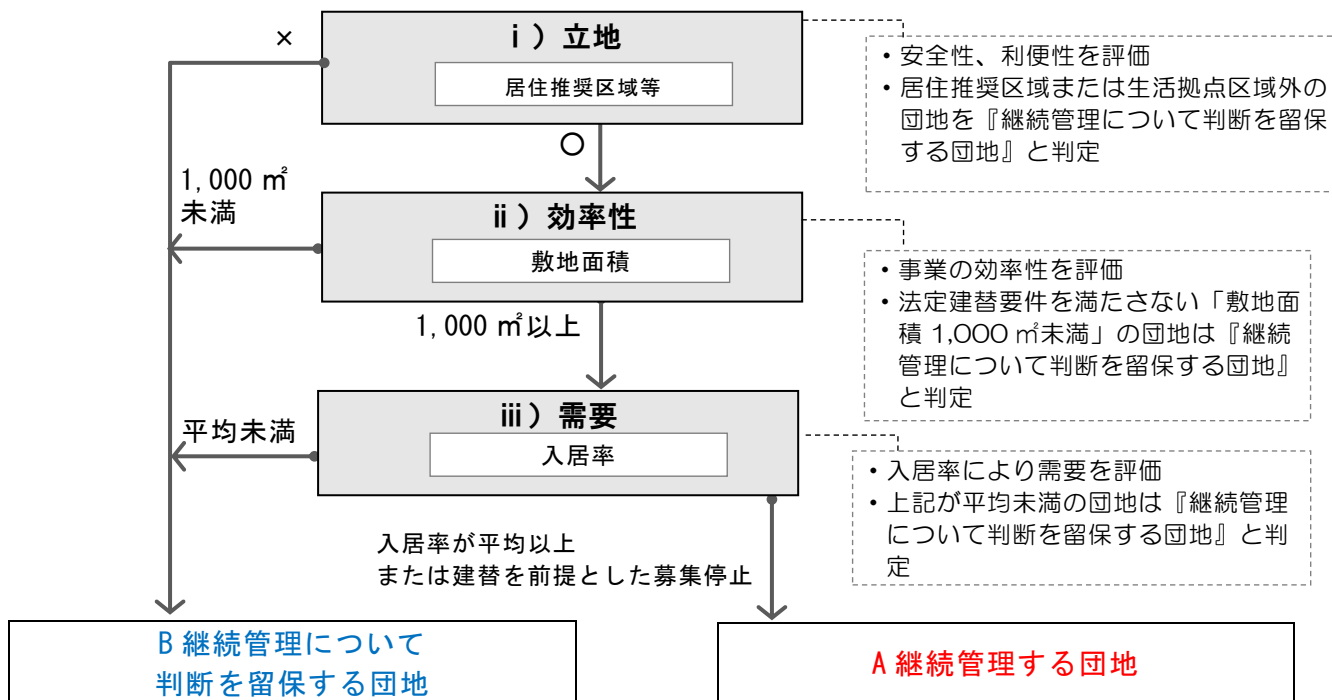 ⅰ）立地
居住推奨区域等
×
〇
・安全性、利便性を評価
・居住推奨区域または生活拠点区域外の
団地を『継続管理について判断を留保
する団地』と判定
1,000 ㎡
未満
ⅱ）効率性
敷地面積
1,000 ㎡以上
・事業の効率性を評価
・法定建替要件を満たさない「敷地面
積 1,000 ㎡未満」の団地は『継続
管理について判断を留保する団地』
と判定
平均未満
ⅲ）需要
入居率
・入居率により需要を評価
・上記が平均未満の団地は『継続管理
について判断を留保する団地』と判
定
入居率が平均以上
または建替を前提とした募集停止
B 継続管理について
判断を留保する団地
A 継続管理する団地